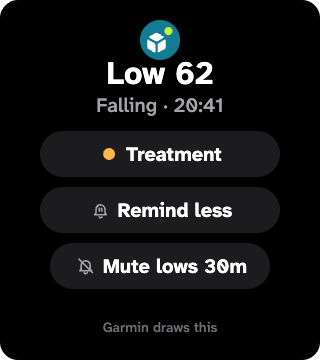 Low 62
Falling · 20:41
Treatment
Remind less
Mute lows 30m
Garmin draws this